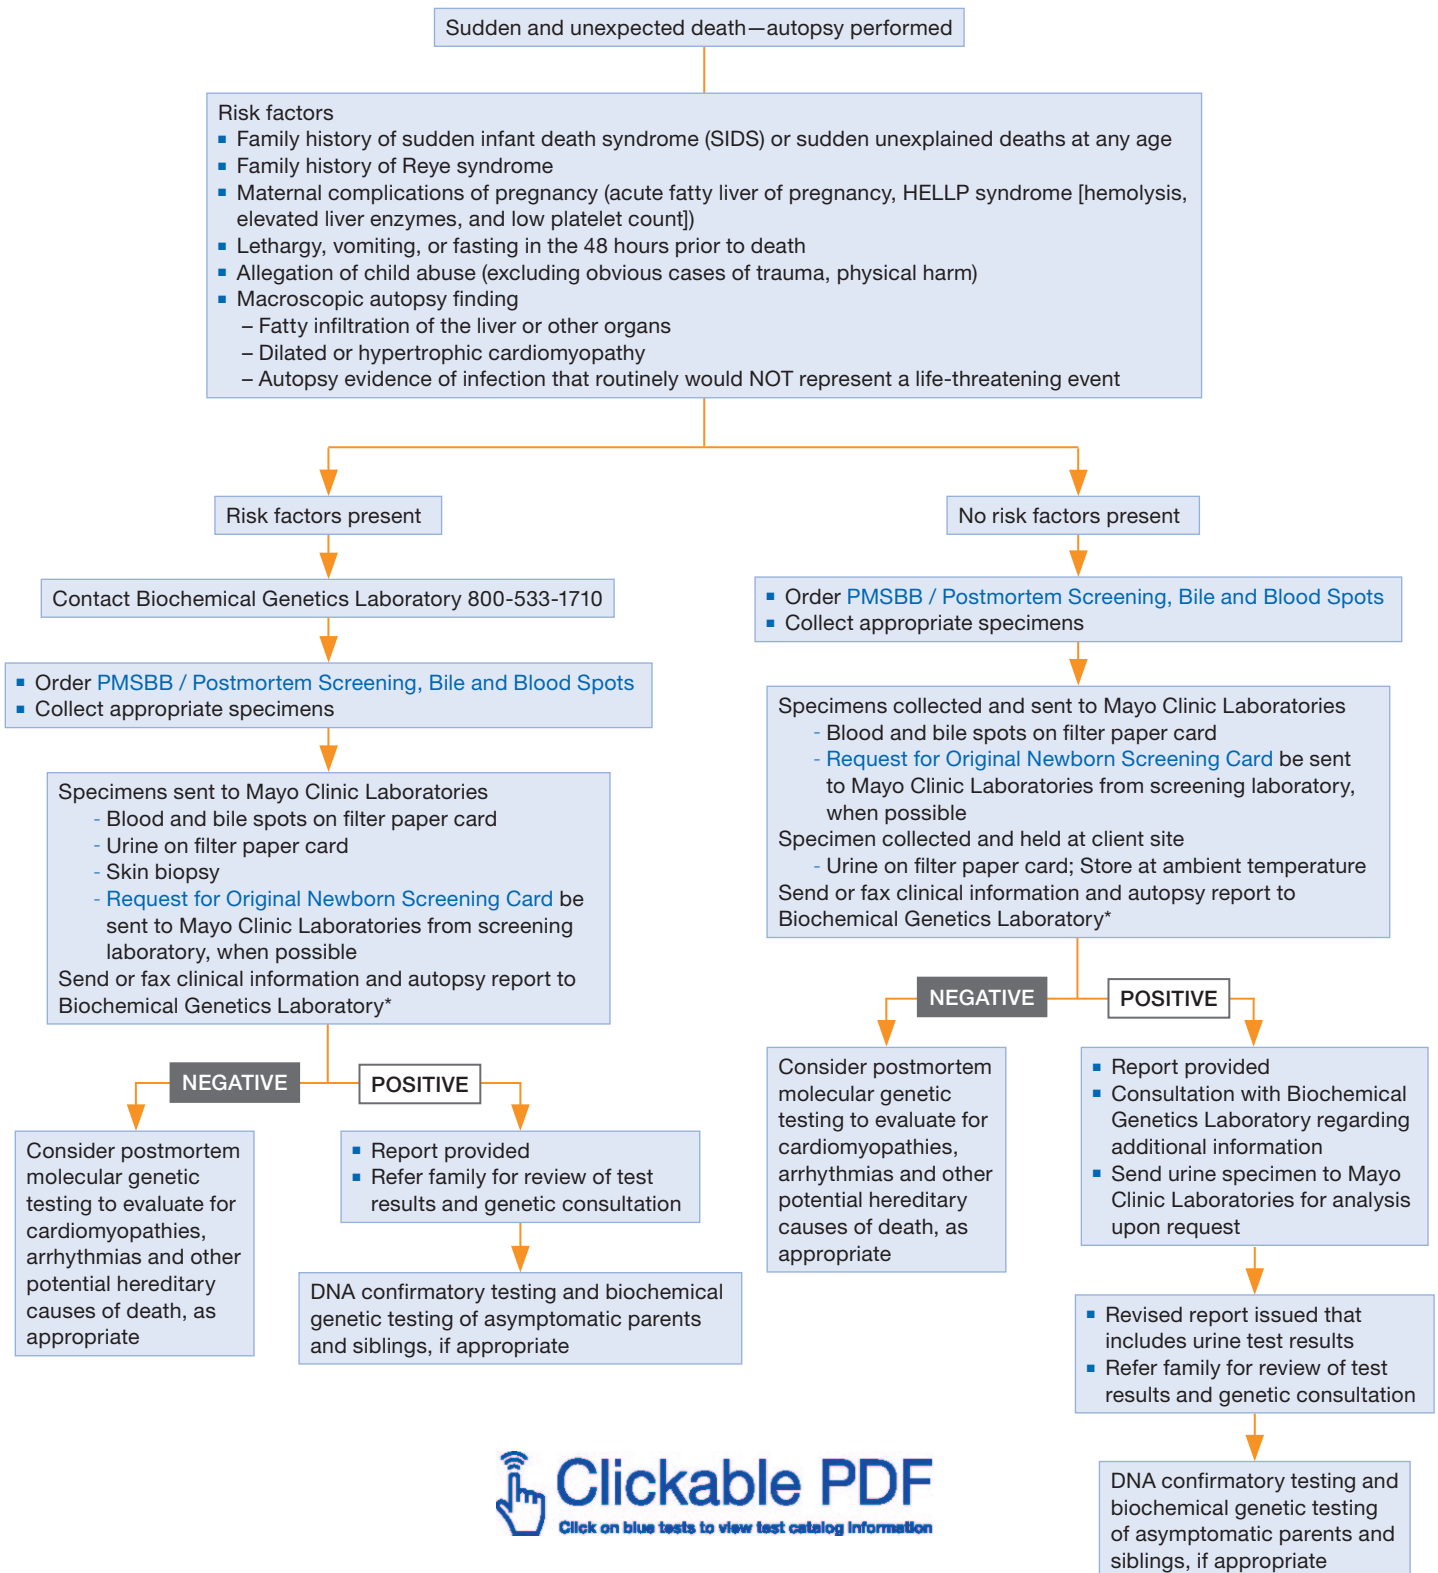 Sudden and unexpected death—autopsy performed
Risk factors
▪ Family history of sudden infant death syndrome (SIDS) or sudden unexplained deaths at any age
▪ Family history of Reye syndrome
▪ Maternal complications of pregnancy (acute fatty liver of pregnancy, HELLP syndrome [hemolysis,
elevated liver enzymes, and low platelet count])
▪ Lethargy, vomiting, or fasting in the 48 hours prior to death
▪ Allegation of child abuse (excluding obvious cases of trauma, physical harm)
▪ Macroscopic autopsy finding
– Fatty infiltration of the liver or other organs
– Dilated or hypertrophic cardiomyopathy
– Autopsy evidence of infection that routinely would NOT represent a life-threatening event
Risk factors present
Contact Biochemical Genetics Laboratory 800-533-1710
▪ Order PMSBB / Postmortem Screening, Bile and Blood Spots
▪ Collect appropriate specimens
Specimens sent to Mayo Clinic Laboratories
- Blood and bile spots on filter paper card
- Urine on filter paper card
- Skin biopsy
- Request for Original Newborn Screening Card be
sent to Mayo Clinic Laboratories from screening
laboratory, when possible
Send or fax clinical information and autopsy report to
Biochemical Genetics Laboratory*
NEGATIVE
POSITIVE
Consider postmortem
molecular genetic
testing to evaluate for
cardiomyopathies,
arrhythmias and other
potential hereditary
causes of death, as
appropriate
▪ Report provided
▪ Refer family for review of test
results and genetic consultation
DNA confirmatory testing and biochemical
genetic testing of asymptomatic parents
and siblings, if appropriate
No risk factors present
▪ Order PMSBB / Postmortem Screening, Bile and Blood Spots
▪ Collect appropriate specimens
Specimens collected and sent to Mayo Clinic Laboratories
- Blood and bile spots on filter paper card
- Request for Original Newborn Screening Card be sent
to Mayo Clinic Laboratories from screening laboratory,
when possible
Specimen collected and held at client site
- Urine on filter paper card; Store at ambient temperature
Send or fax clinical information and autopsy report to
Biochemical Genetics Laboratory*
NEGATIVE
POSITIVE
Consider postmortem
molecular genetic
testing to evaluate for
cardiomyopathies,
arrhythmias and other
potential hereditary
causes of death, as
appropriate
▪ Report provided
▪ Consultation with Biochemical
Genetics Laboratory regarding
additional information
▪ Send urine specimen to Mayo
Clinic Laboratories for analysis
upon request
▪ Revised report issued that
includes urine test results
▪ Refer family for review of test
results and genetic consultation
DNA confirmatory testing and
biochemical genetic testing
of asymptomatic parents and
siblings, if appropriate
Clickable PDF
Click on blue tests to view test catalog information